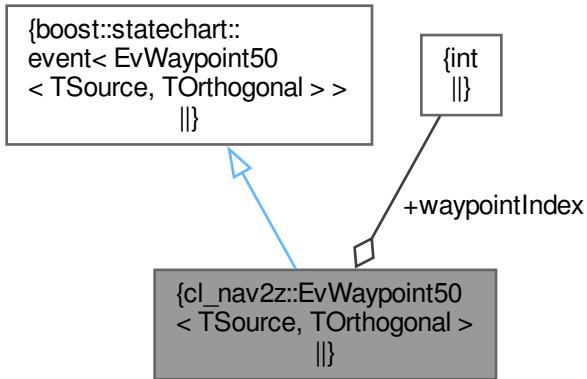 {boost::statechart::
event< EvWaypoint50
< TSource, TOrthogonal > >
||}
{int
||}
+waypointIndex
{cl_nav2z::EvWaypoint50
< TSource, TOrthogonal >
||}